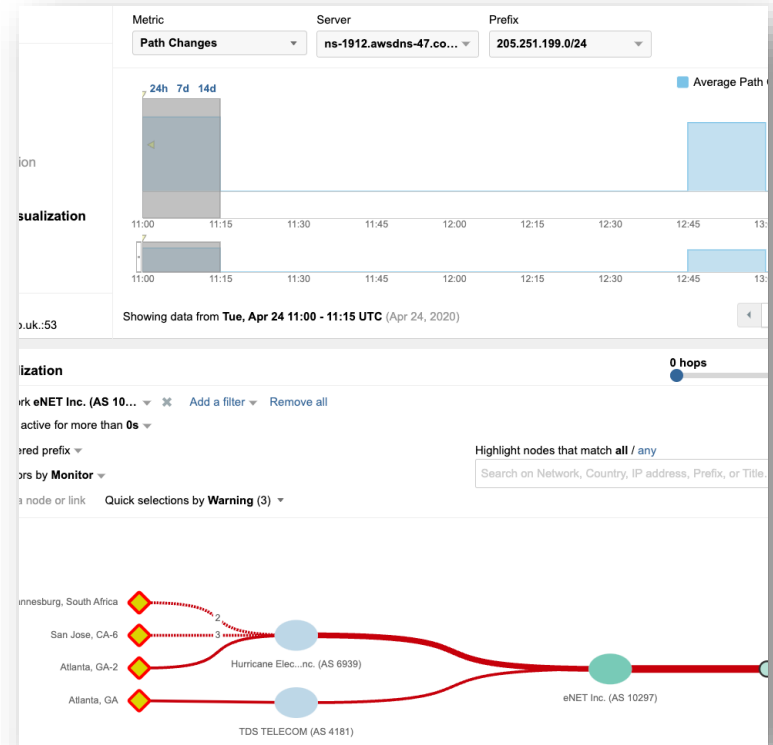 Metric Server Prefix
Path Changes ns-1912.awsdns-47.co... 205.251.199.0/24
24h 7d 14d Average Path
7
ion
sualization
11:00 11:15 11:30 11:45 12:00 12:15 12:30 12:45 13:
7
11:00 11:15 11:30 11:45 12:00 12:15 12:30 12:45 13:
o.uk.:53
Showing data from Tue, Apr 24 11:00 - 11:15 UTC (Apr 24, 2020)
lization
0 hops
rk eNET Inc. (AS 10... Add a filter Remove all
active for more than 0s
ered prefix
Highlight nodes that match all / any
ors by Monitor
Search on Network, Country, IP address, Prefix, or Title.
a node or link Quick selections by Warning (3)
nnesburg, South Africa
2
San Jose, CA-6
3
Atlanta, GA-2
Hurricane Elec...nc. (AS 6939)
Atlanta, GA
eNET Inc. (AS 10297)
TDS TELECOM (AS 4181)